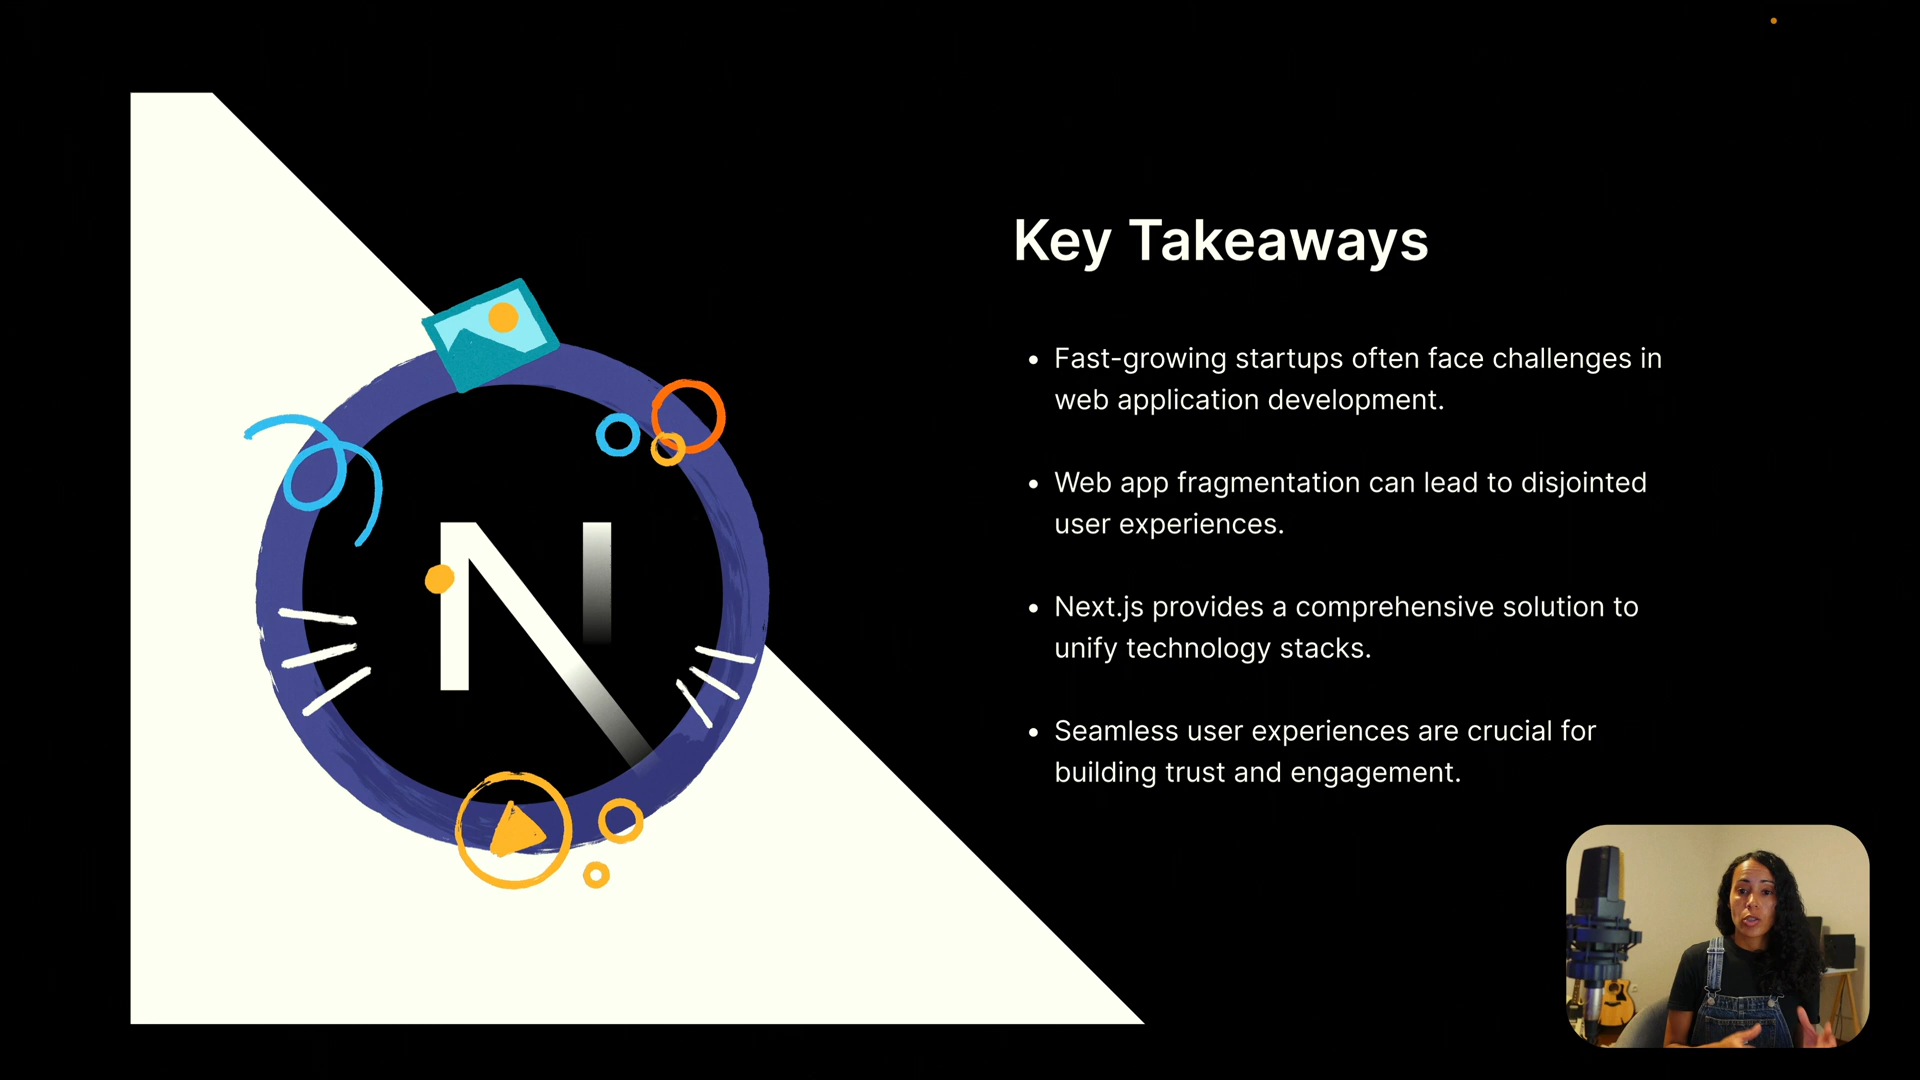 Key Takeaways
• Fast-growing startups often face challenges in
web application development.
• Web app fragmentation can lead to disjointed
user experiences.
• Next.js provides a comprehensive solution to
unify technology stacks.
• Seamless user experiences are crucial for
building trust and engagement.
N